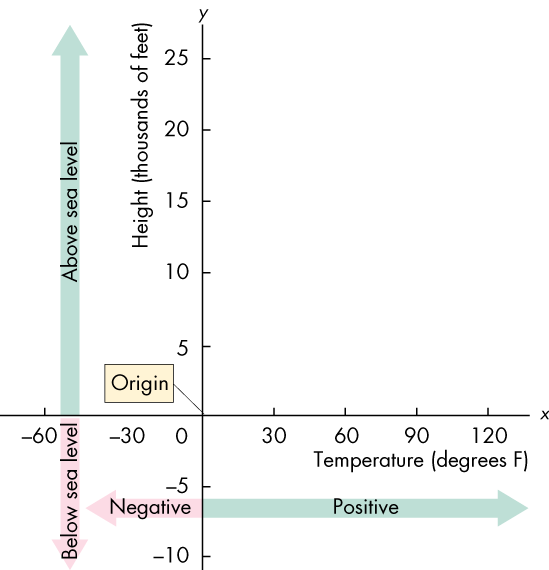 y
Height (thousands of feet)
25
20
15
10
5
Above sea level
Origin
x
–60 –30 0 30 60 90 120
Temperature (degrees F)
Below sea level
–5
Negative Positive
–10